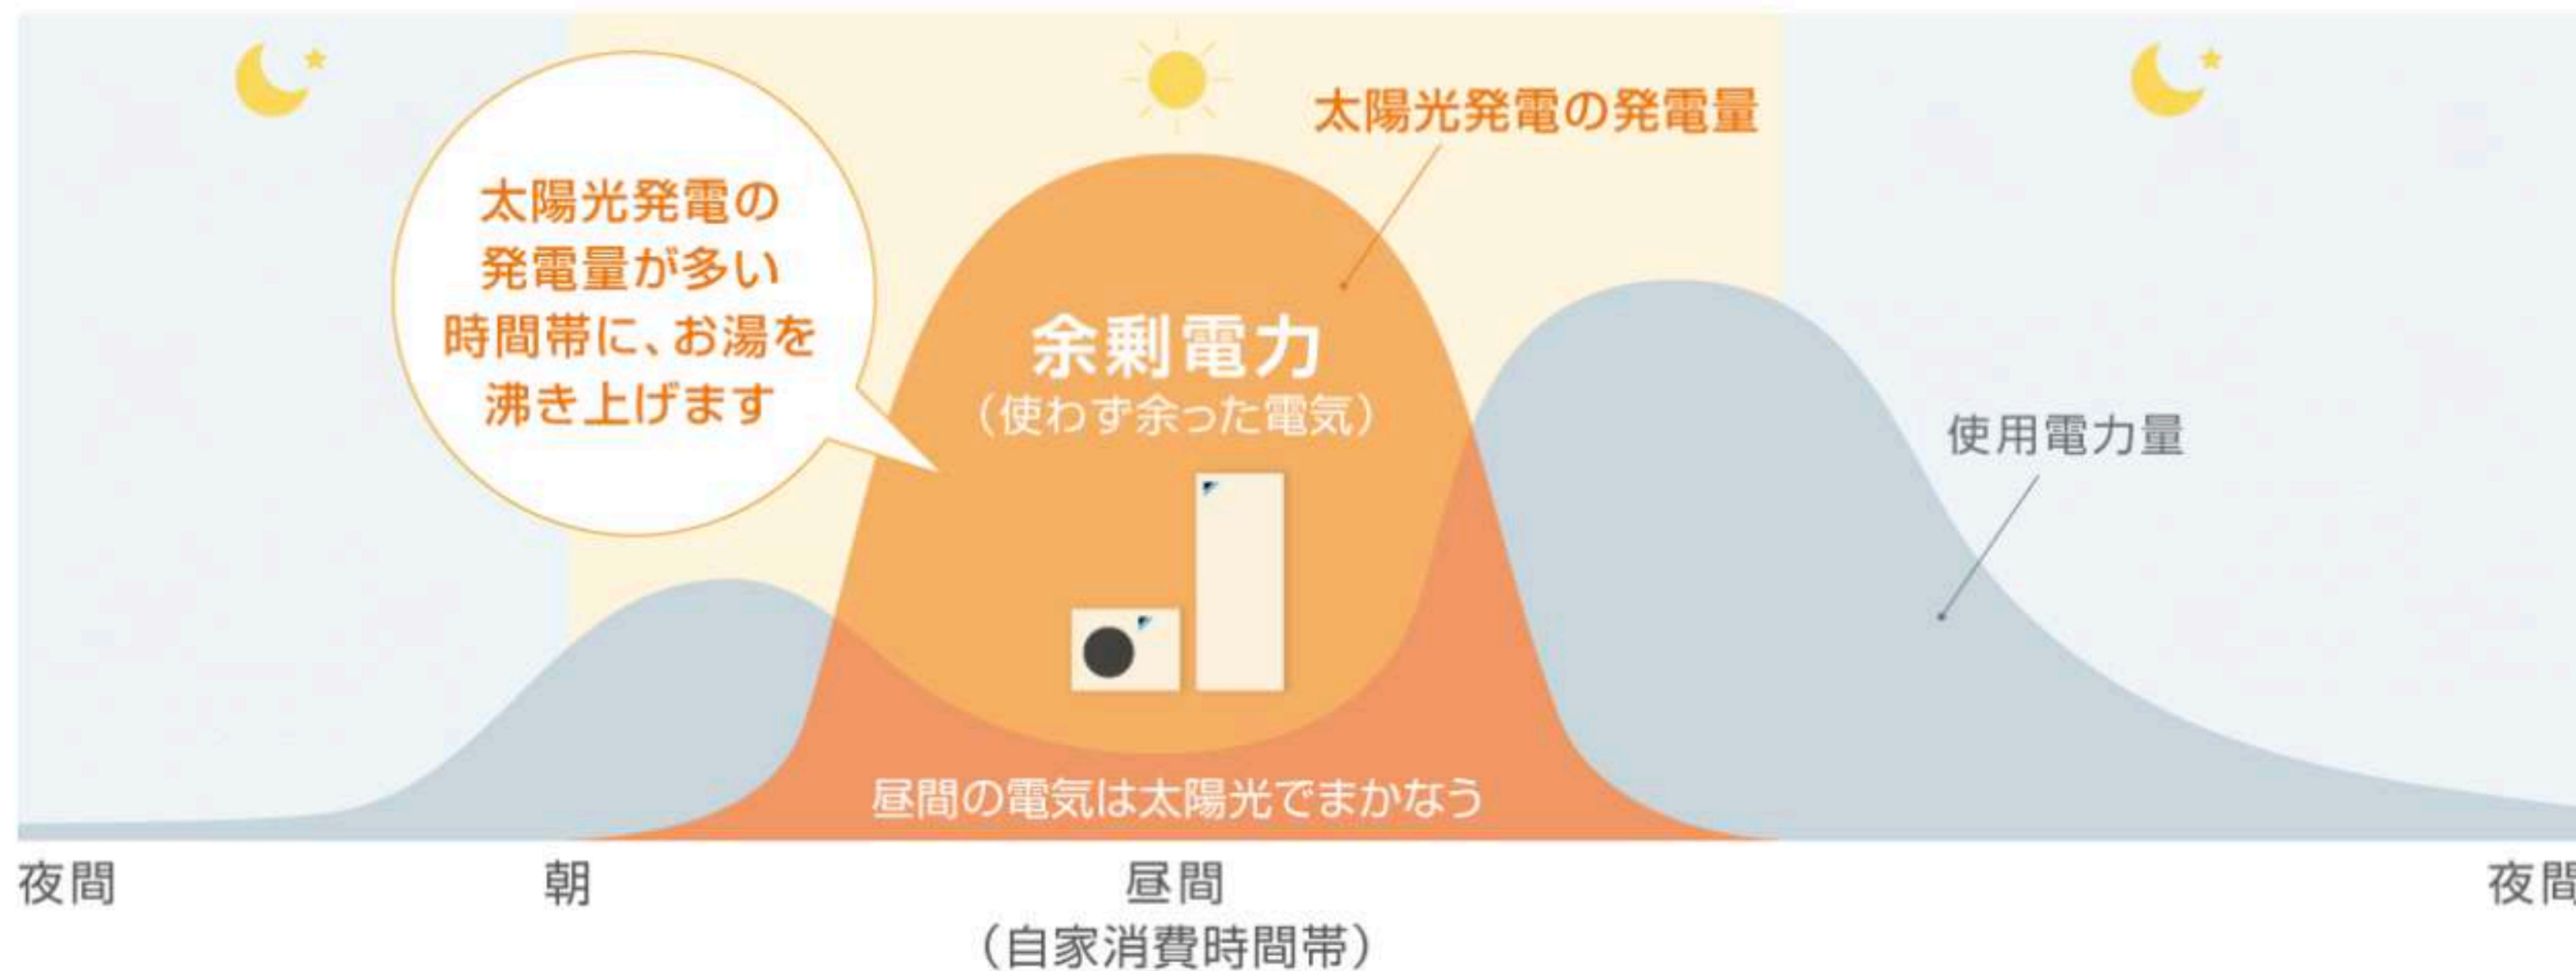 太陽光発電の
発電量が多い
時間帯に、お湯を
沸き上げます
太陽光発電の発電量
余剰電力
（使わず余った電気）
使用電力量
昼間の電気は太陽光でまかなう
夜間
朝
昼間
（自家消費時間帯）
夜間